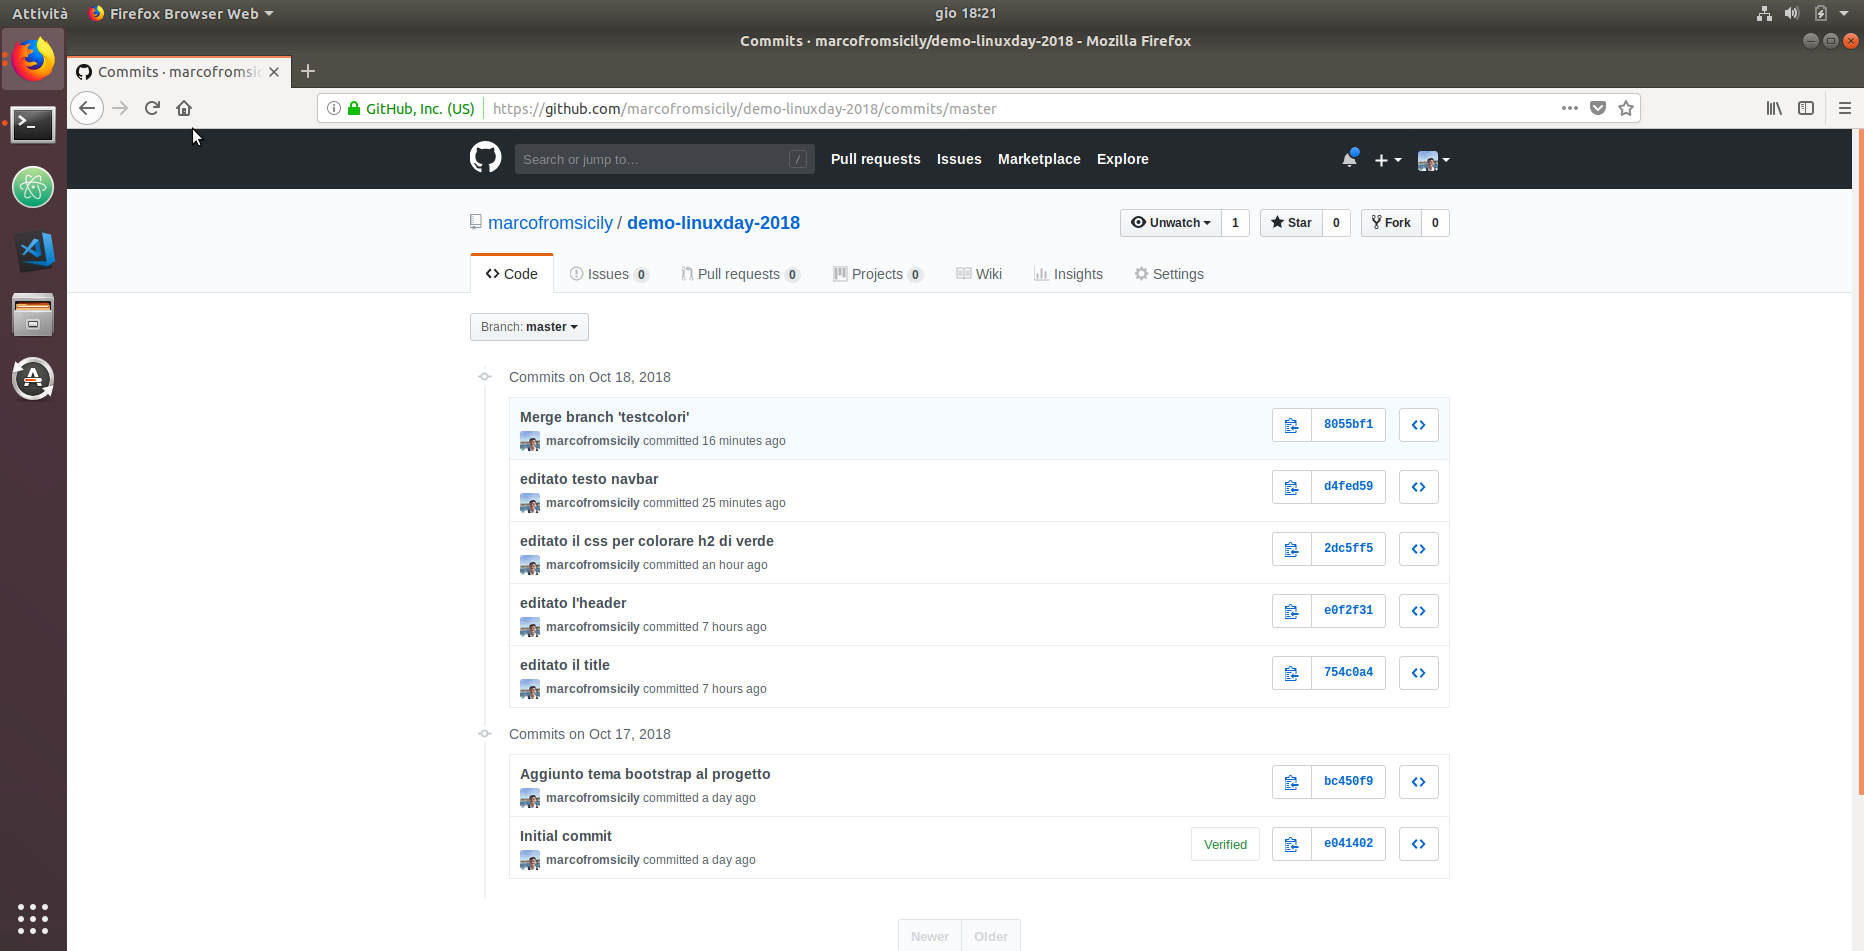 Attività Firefox Browser Web gio 18:21
Commits · marcofromsicily/demo-linuxday-2018 - Mozilla Firefox
Commits · marcofromsic
GitHub, Inc. (US) https://github.com/marcofromsicily/demo-linuxday-2018/commits/master
Search or jump to… / Pull requests Issues Marketplace Explore
marcofromsicily / demo-linuxday-2018 Unwatch 1 Star 0 Fork 0
Code Issues 0 Pull requests 0 Projects 0 Wiki Insights Settings
Branch: master
Commits on Oct 18, 2018
Merge branch 'testcolori'
marcofromsicily committed 16 minutes ago
8055bf1
editato testo navbar
marcofromsicily committed 25 minutes ago
d4fed59
editato il css per colorare h2 di verde
marcofromsicily committed an hour ago
2dc5ff5
editato l'header
marcofromsicily committed 7 hours ago
e0f2f31
editato il title
marcofromsicily committed 7 hours ago
754c0a4
Commits on Oct 17, 2018
Aggiunto tema bootstrap al progetto
marcofromsicily committed a day ago
bc450f9
Initial commit
marcofromsicily committed a day ago
Verified e041402
Newer Older